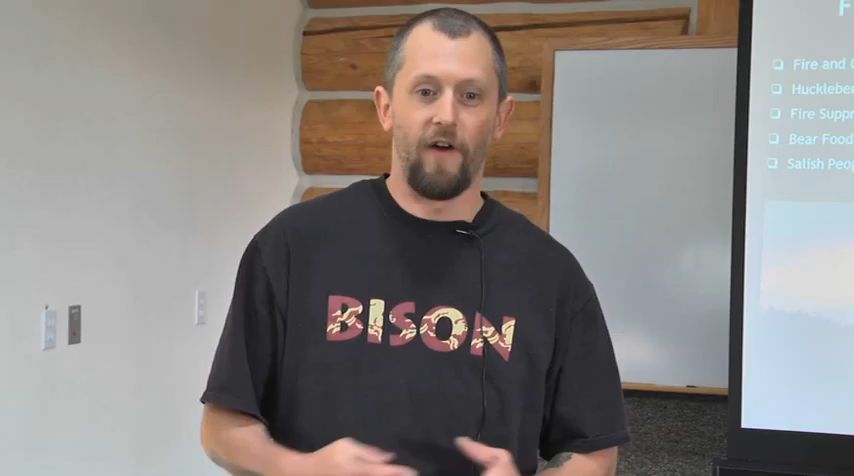 BISON
F
Fire and
Huckleber
Fire Suppr
Bear Food
Salish Peop